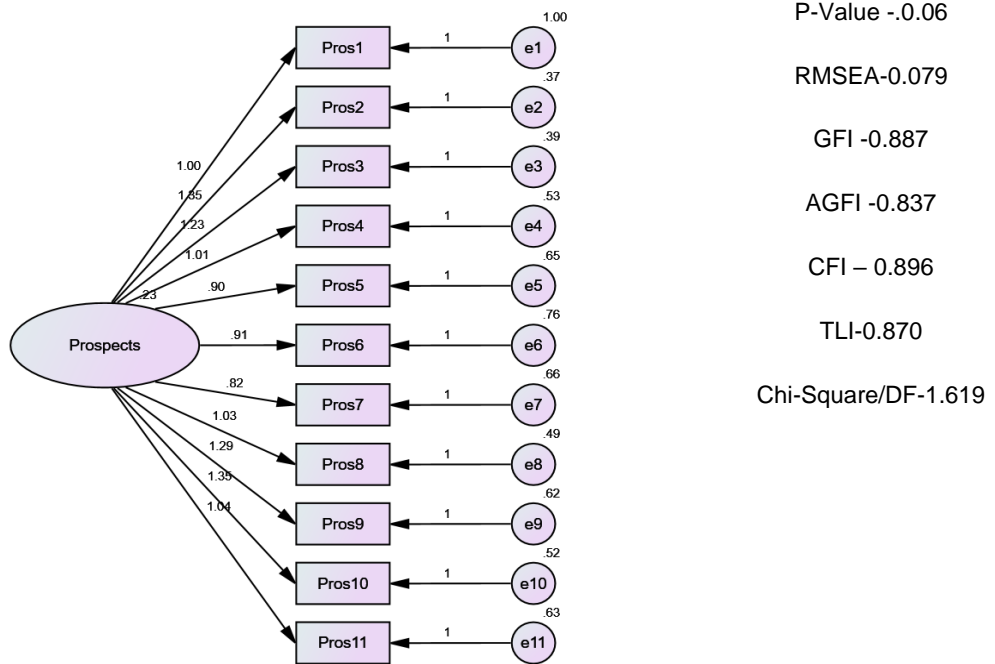 1.00
Pros1 1 e1
.37
Pros2 1 e2
.39
Pros3 1 e3
.53
Pros4 1 e4
.65
Pros5 1 e5
.76
Pros6 1 e6
.66
Pros7 1 e7
.49
Pros8 1 e8
.62
Pros9 1 e9
.52
Pros10 1 e10
.63
Pros11 1 e11
1.00
1.35
1.23
1.01
.90
.91
.82
1.03
1.29
1.35
1.04
.23
Prospects
P-Value -.0.06
RMSEA-0.079
GFI -0.887
AGFI -0.837
CFI – 0.896
TLI-0.870
Chi-Square/DF-1.619